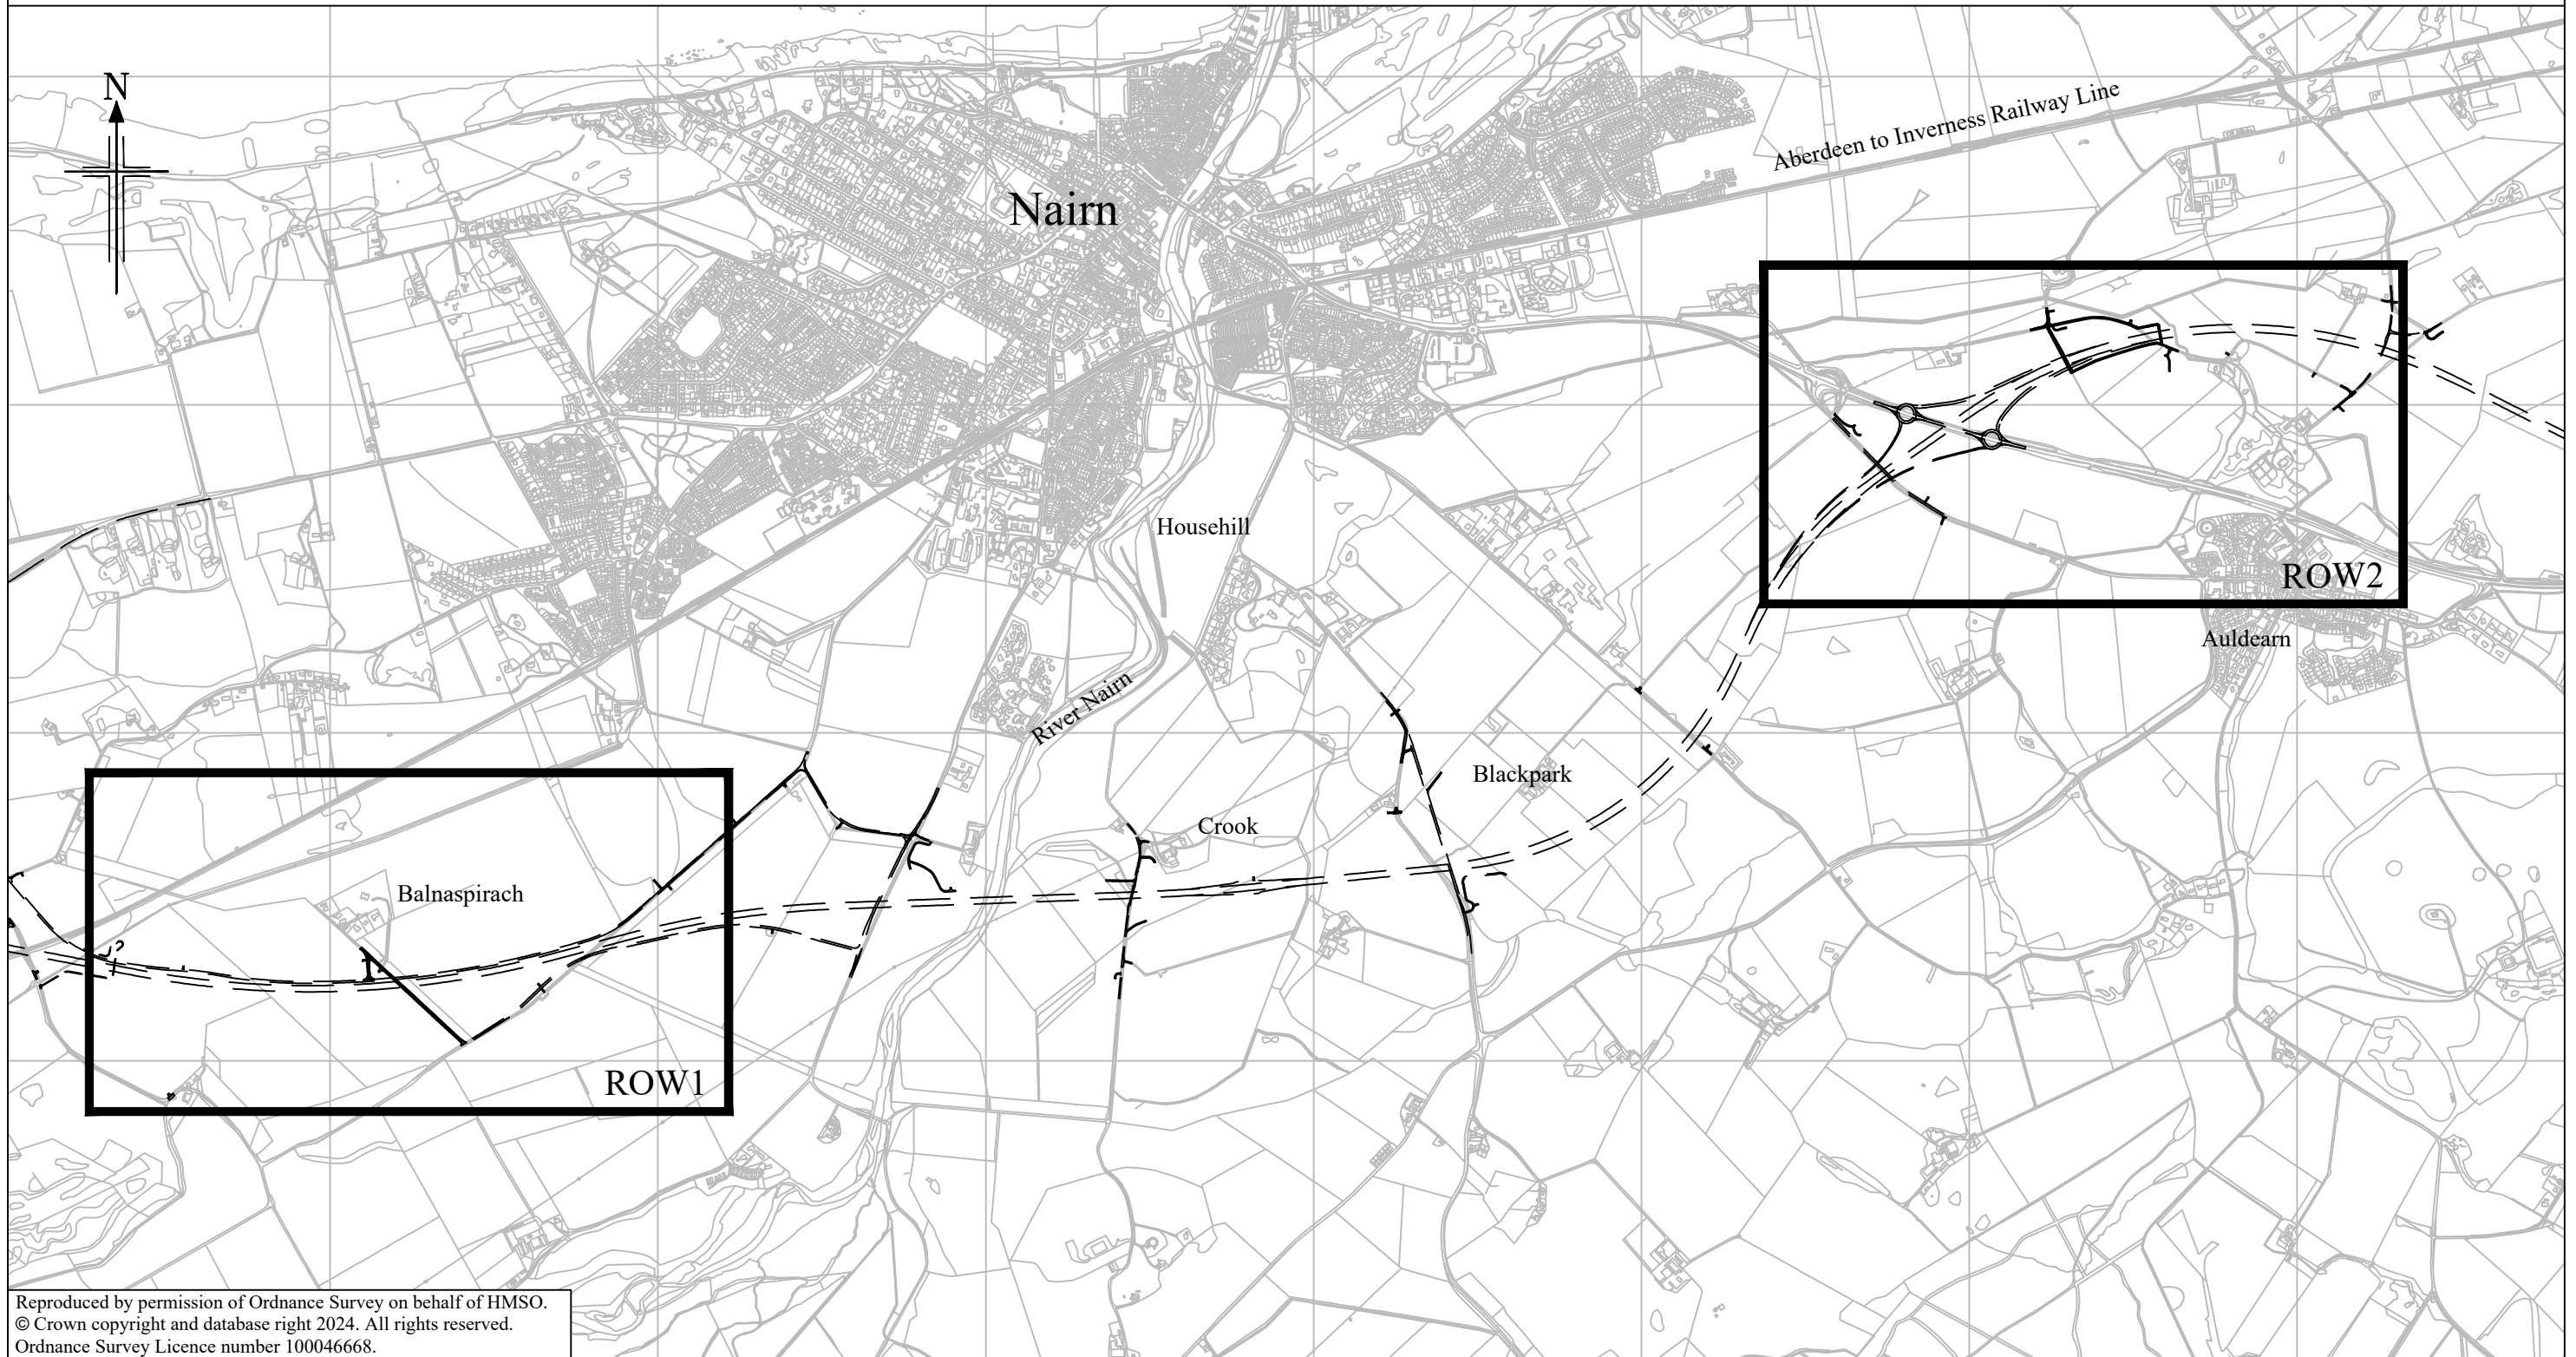 N
Aberdeen to Inverness Railway Line
Nairn
Househill
ROW2
Auldearn
River Nairn
Blackpark
Crook
Balnaspirach
ROW1
Reproduced by permission of Ordnance Survey on behalf of HMSO.
© Crown copyright and database right 2024. All rights reserved.
Ordnance Survey Licence number 100046668.